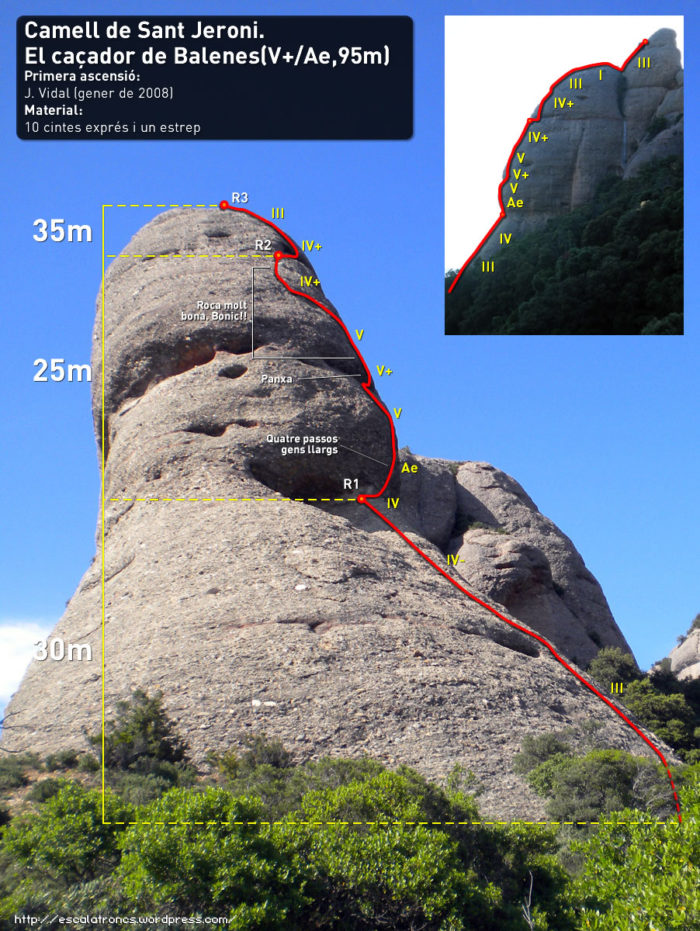 Camell de Sant Jeroni.
El caçador de Balenes(V+/Ae,95m)
Primera ascensió:
J. Vidal (gener de 2008)
Material:
10 cintes exprés i un estrep
III
I
III
IV+
IV+
V
V+
V
Ae
IV
III
R3
35m
III
R2
IV+
IV+
Roca molt
bona. Bonic!!
V
25m
V+
Panxa
V
Quatre passos
gens llargs
Ae
R1
IV
IV-
30m
III
http://escalatroncs.wordpress.com/